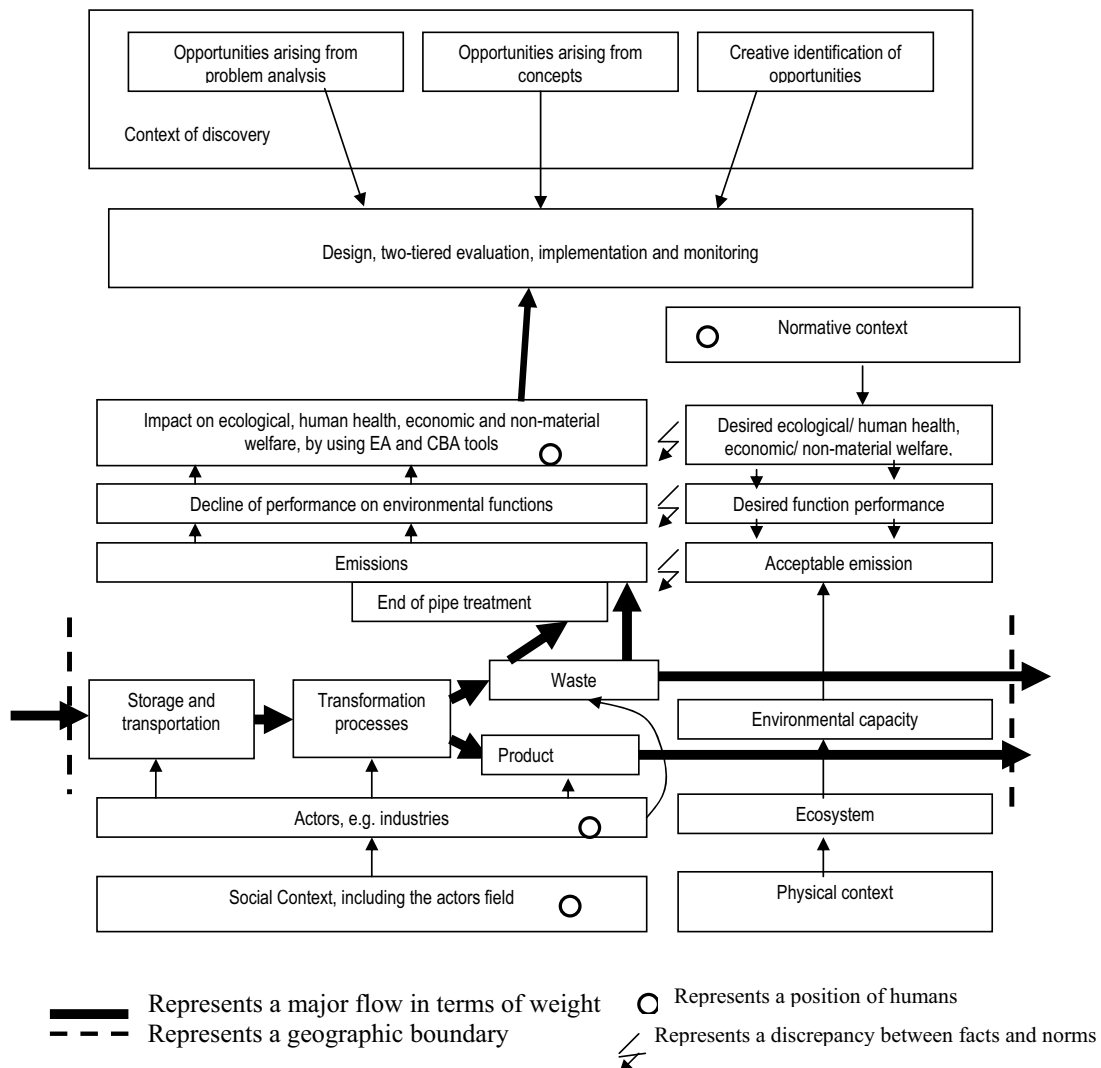 Opportunities arising from
problem analysis
Opportunities arising from
concepts
Creative identification of
opportunities
Context of discovery
Design, two-tiered evaluation, implementation and monitoring
Normative context
Impact on ecological, human health, economic and non-material
welfare, by using EA and CBA tools
Desired ecological/ human health,
economic/ non-material welfare.
Decline of performance on environmental functions
Desired function performance
Emissions
Acceptable emission
End of pipe treatment
Waste
Storage and
transportation
Transformation
processes
Environmental capacity
Product
Actors, e.g. industries
Ecosystem
Social Context, including the actors field
Physical context
Represents a major flow in terms of weight
Represents a position of humans
Represents a geographic boundary
Represents a discrepancy between facts and norms